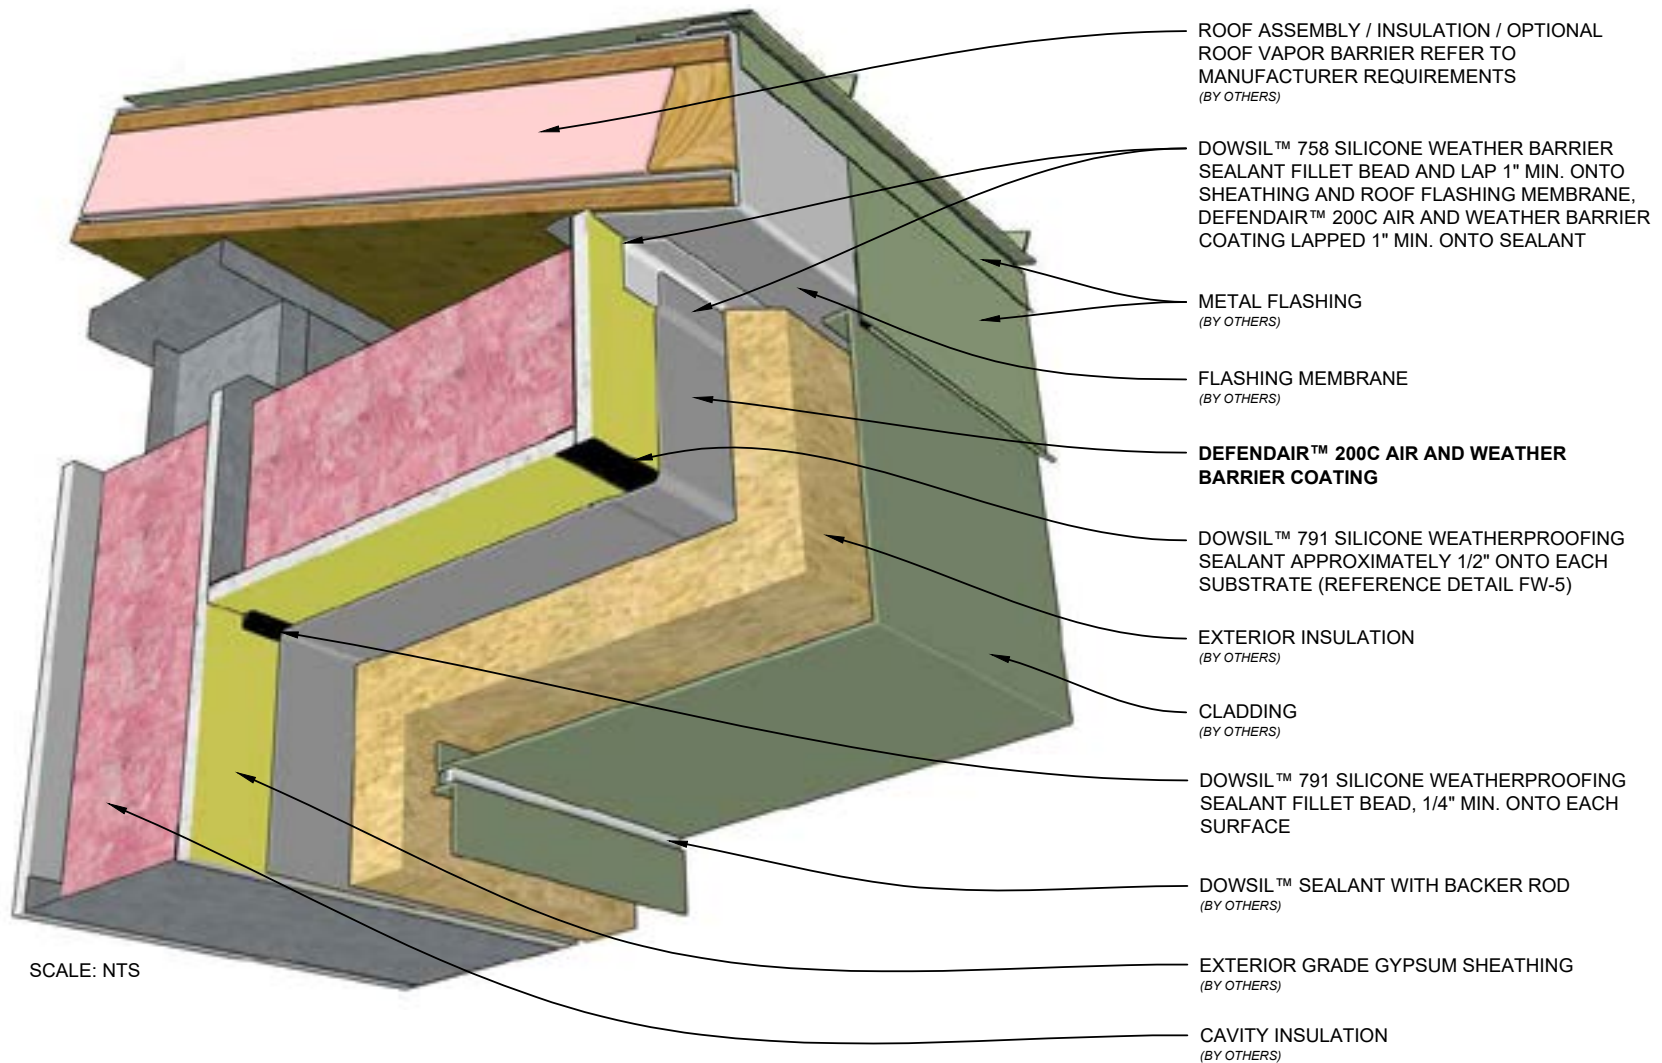 ROOF ASSEMBLY / INSULATION / OPTIONAL
ROOF VAPOR BARRIER REFER TO
MANUFACTURER REQUIREMENTS
(BY OTHERS)
DOWSIL™ 758 SILICONE WEATHER BARRIER
SEALANT FILLET BEAD AND LAP 1" MIN. ONTO
SHEATHING AND ROOF FLASHING MEMBRANE,
DEFENDAIR™ 200C AIR AND WEATHER BARRIER
COATING LAPPED 1" MIN. ONTO SEALANT
METAL FLASHING
(BY OTHERS)
FLASHING MEMBRANE
(BY OTHERS)
DEFENDAIR™ 200C AIR AND WEATHER
BARRIER COATING
DOWSIL™ 791 SILICONE WEATHERPROOFING
SEALANT APPROXIMATELY 1/2" ONTO EACH
SUBSTRATE (REFERENCE DETAIL FW-5)
EXTERIOR INSULATION
(BY OTHERS)
CLADDING
(BY OTHERS)
DOWSIL™ 791 SILICONE WEATHERPROOFING
SEALANT FILLET BEAD, 1/4" MIN. ONTO EACH
SURFACE
DOWSIL™ SEALANT WITH BACKER ROD
(BY OTHERS)
EXTERIOR GRADE GYPSUM SHEATHING
(BY OTHERS)
CAVITY INSULATION
(BY OTHERS)
SCALE: NTS